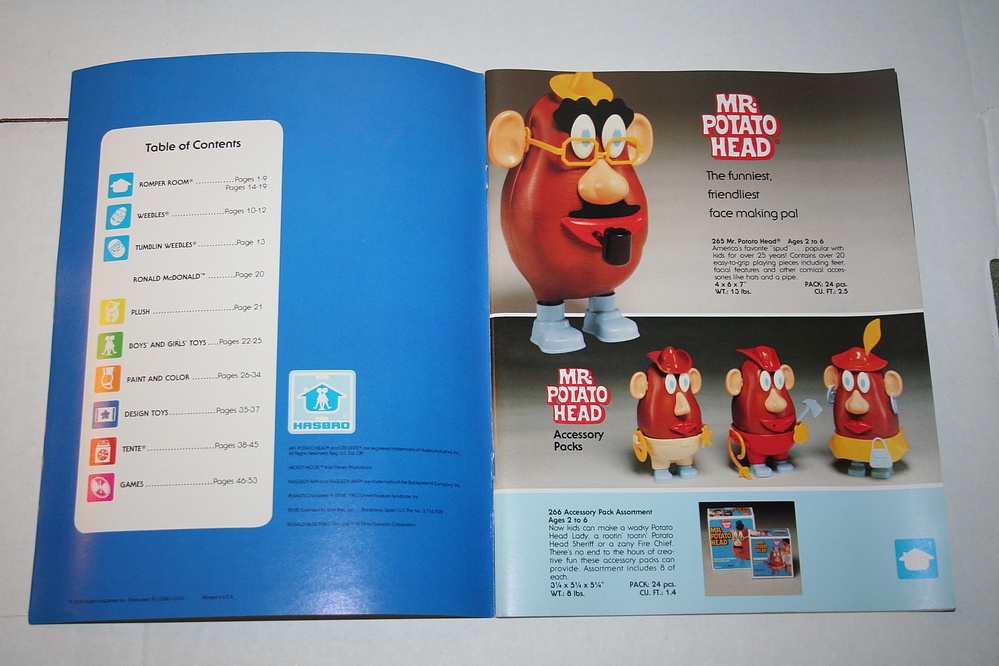 Table of Contents
ROMPER ROOM® ............Pages 1-9
Pages 14-19
WEEBLES® ....................Pages 10-12
TUMBLIN WEEBLES® ............Page 13
RONALD McDONALD™ ........Page 20
PLUSH ............................Page 21
BOYS' AND GIRLS' TOYS ....Pages 22-25
PAINT AND COLOR .....Pages 26-34
DESIGN TOYS ................Pages 35-37
TENTE® .....................Pages 38-45
GAMES .......................Pages 46-53
HASBRO
MR. POTATO
HEAD®
The funniest,
friendliest
face making pal
265 Mr. Potato Head® Ages 2 to 6
America's favorite "spud" . . . popular with
kids for over 25 years! Contains over 20
easy-to-grip playing pieces including feet,
facial features and other comical acces-
sories like hats and a pipe.
4 x 6 x 7" PACK: 24 pcs.
WT.: 13 lbs. CU. FT.: 2.5
MR.
POTATO
HEAD
Accessory
Packs
266 Accessory Pack Assortment
Ages 2 to 6
Now kids can make a wacky Potato
Head Lady, a rootin' tootin' Potato
Head Sheriff or a zany Fire Chief.
There's no end to the hours of crea-
tive fun these accessory packs can
provide. Assortment includes 8 of
each.
3¼ x 5¼ x 5¼" PACK: 24 pcs.
WT.: 8 lbs. CU. FT.: 1.4
MR.
POTATO
HEAD